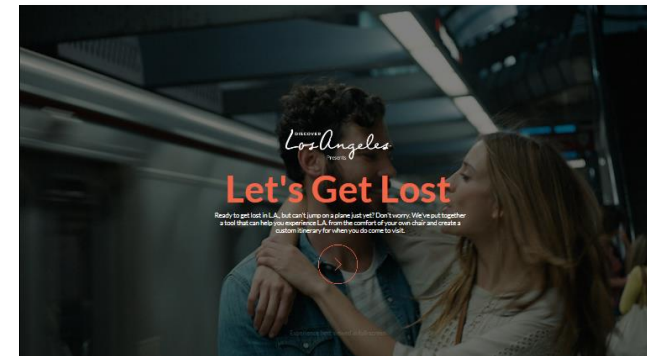 DISCOVER
Los Angeles
Presents
Let's Get Lost
Ready to get lost in L.A., but can't jump on a plane just yet? Don't worry. We've put together
a tool that can help you experience L.A. from the comfort of your own chair and create a
custom itinerary for when you do come to visit.